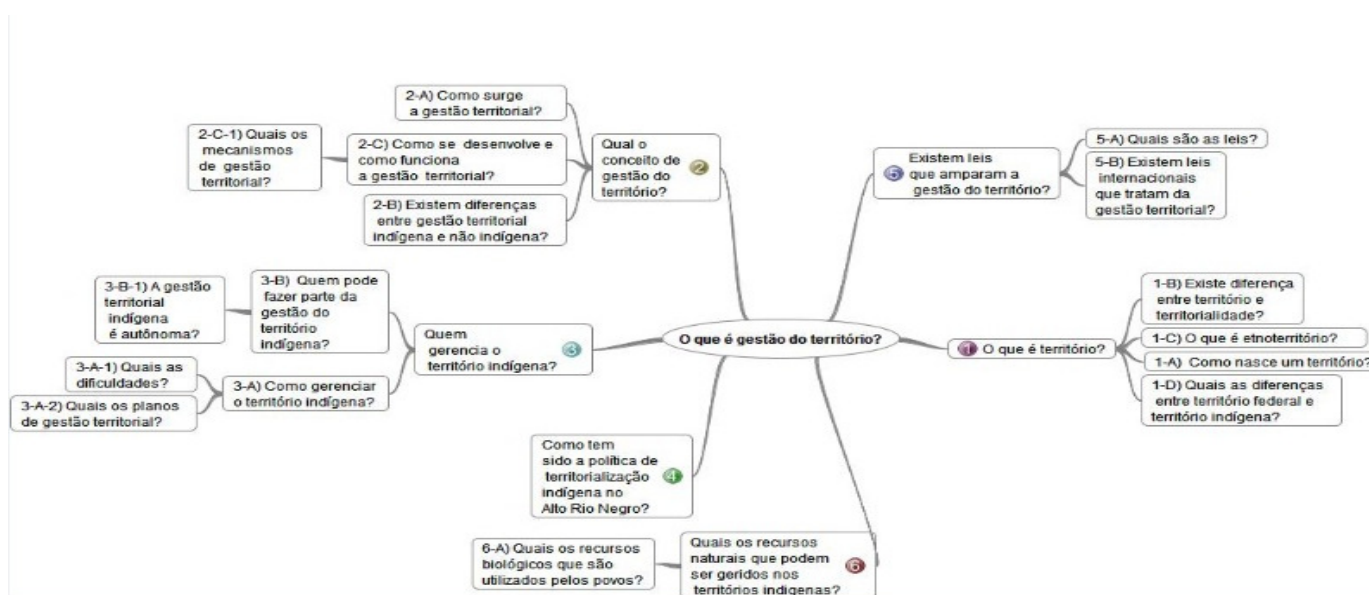 O que é gestão do território?
1 O que é território?
1-B) Existe diferença
entre território e
territorialidade?
1-C) O que é etnoterritório?
1-A) Como nasce um território?
1-D) Quais as diferenças
entre território federal e
território indígena?
Qual o
conceito de
gestão do
território?
2
2-A) Como surge
a gestão territorial?
2-C) Como se desenvolve e
como funciona
a gestão territorial?
2-C-1) Quais os
mecanismos
de gestão
territorial?
2-B) Existem diferenças
entre gestão territorial
indígena e não indígena?
Quem
gerencia o
território indígena?
3
3-B) Quem pode
fazer parte da
gestão do
território
indígena?
3-B-1) A gestão
territorial
indígena
é autônoma?
3-A) Como gerenciar
o território indígena?
3-A-1) Quais as
dificuldades?
3-A-2) Quais os planos
de gestão territorial?
Como tem
sido a política de
territorialização
indígena no
Alto Rio Negro?
4
5
Existem leis
que amparam a
gestão do território?
5-A) Quais são as leis?
5-B) Existem leis
internacionais
que tratam da
gestão territorial?
Quais os recursos
naturais que podem
ser geridos nos
territórios indigenas?
6
6-A) Quais os recursos
biológicos que são
utilizados pelos povos?